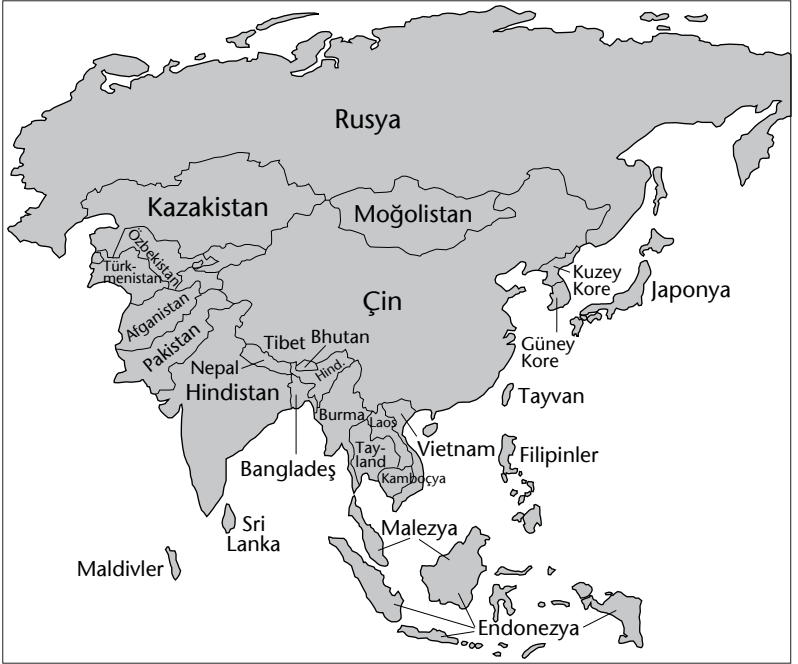 Rusya
Kazakistan
Moğolistan
Özbekistan
Türk-
menistan
Afganistan
Pakistan
Çin
Kuzey
Kore
Japonya
Güney
Kore
Tibet
Bhutan
Nepal
Hind.
Hindistan
Tayvan
Burma
Laos
Tay-
land
Vietnam
Kamboçya
Filipinler
Bangladeş
Sri
Lanka
Malezya
Maldivler
Endonezya